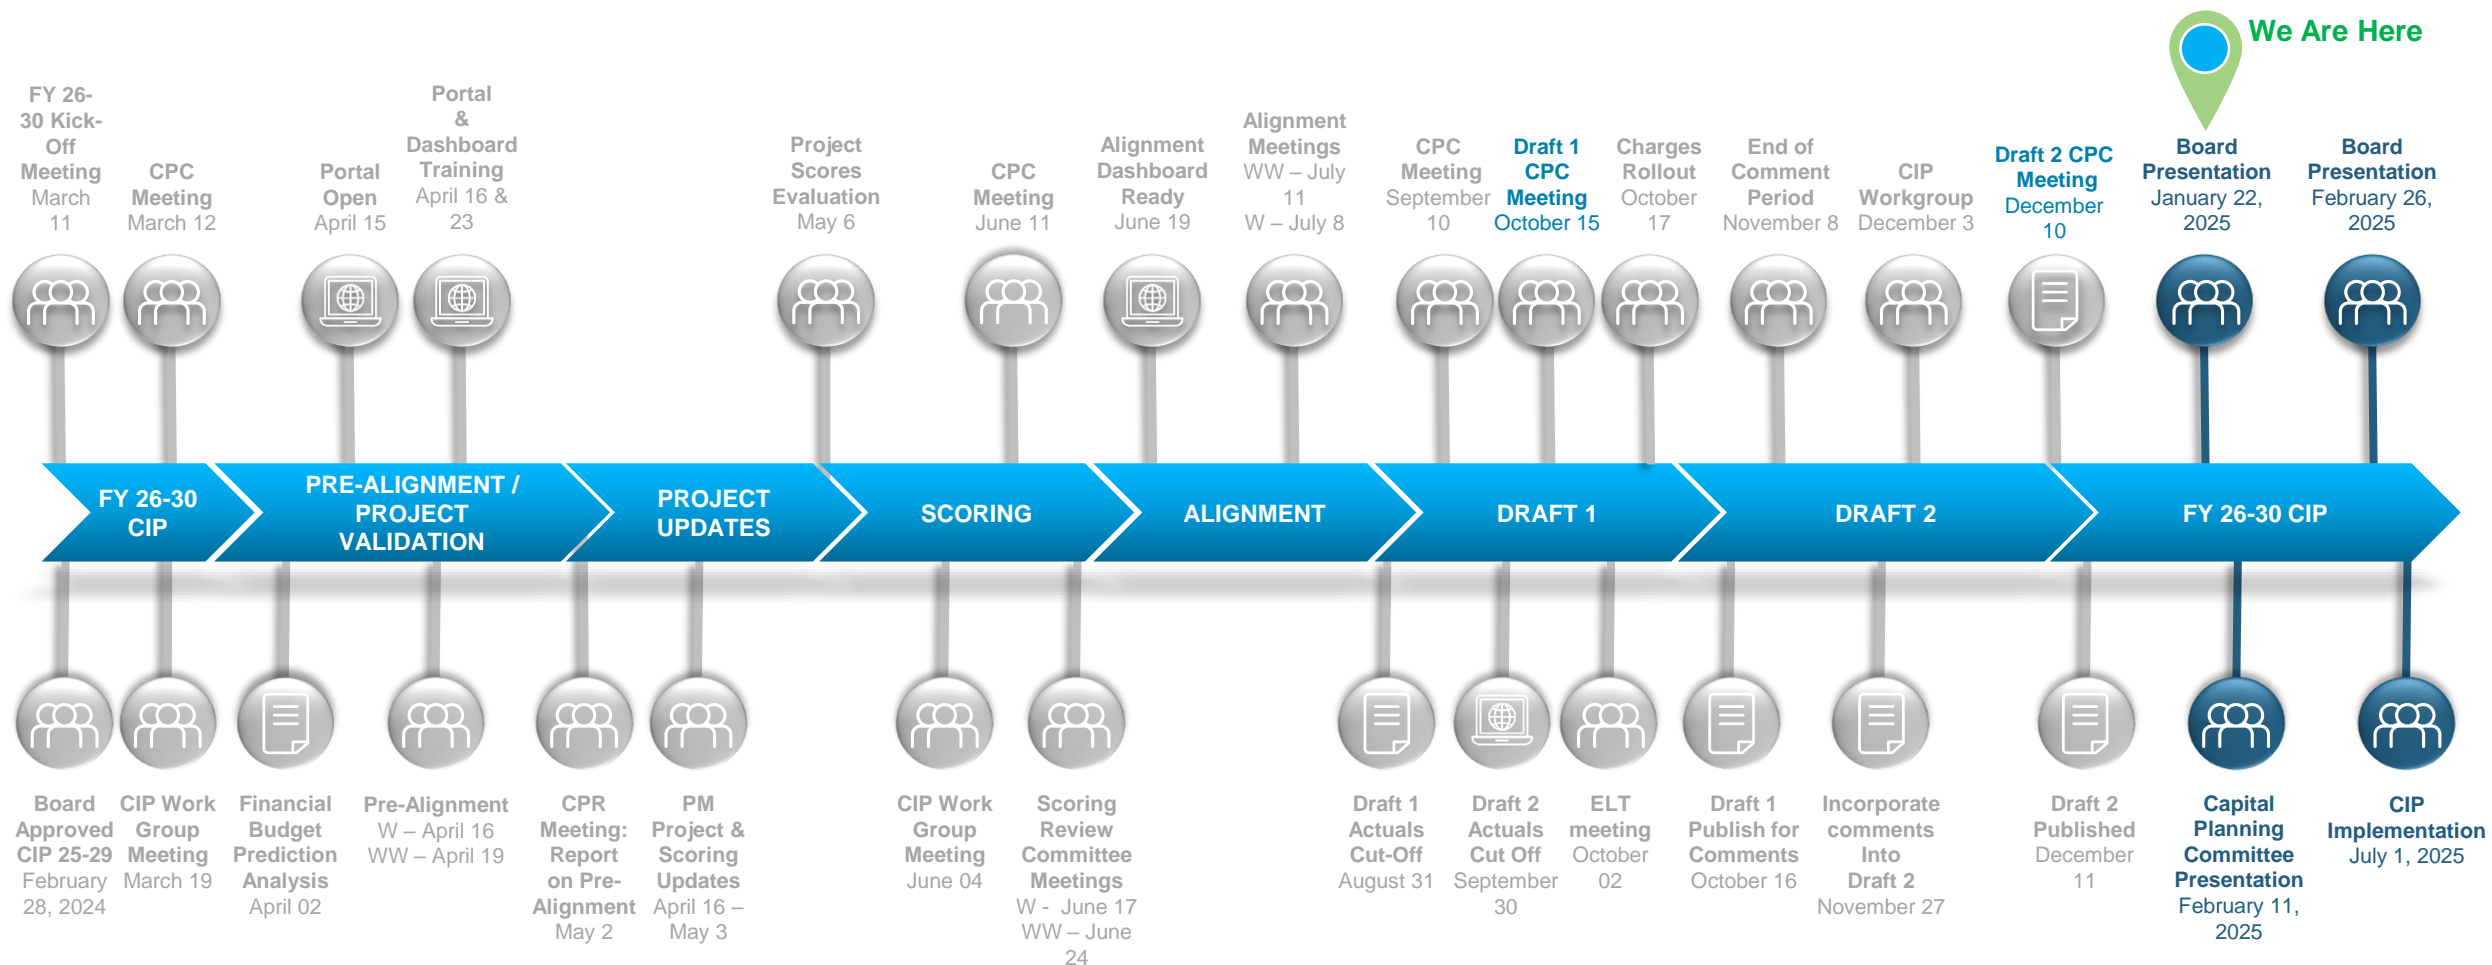 We Are Here
FY 26-
30 Kick-
Off
Meeting
March
11
CPC
Meeting
March 12
Portal
Open
April 15
Portal
&
Dashboard
Training
April 16 &
23
Project
Scores
Evaluation
May 6
CPC
Meeting
June 11
Alignment
Dashboard
Ready
June 19
Alignment
Meetings
WW – July
11
W – July 8
CPC
Meeting
September
10
Draft 1
CPC
Meeting
October 15
Charges
Rollout
October
17
End of
Comment
Period
November 8
CIP
Workgroup
December 3
Draft 2 CPC
Meeting
December
10
Board
Presentation
January 22,
2025
Board
Presentation
February 26,
2025
FY 26-30
CIP
PRE-ALIGNMENT /
PROJECT
VALIDATION
PROJECT
UPDATES
SCORING
ALIGNMENT
DRAFT 1
DRAFT 2
FY 26-30 CIP
Board
Approved
CIP 25-29
February
28, 2024
CIP Work
Group
Meeting
March 19
Financial
Budget
Prediction
Analysis
April 02
Pre-Alignment
W – April 16
WW – April 19
CPR
Meeting:
Report
on Pre-
Alignment
May 2
PM
Project &
Scoring
Updates
April 16 –
May 3
CIP Work
Group
Meeting
June 04
Scoring
Review
Committee
Meetings
W - June 17
WW – June
24
Draft 1
Actuals
Cut-Off
August 31
Draft 2
Actuals
Cut Off
September
30
ELT
meeting
October
02
Draft 1
Publish for
Comments
October 16
Incorporate
comments
Into
Draft 2
November 27
Draft 2
Published
December
11
Capital
Planning
Committee
Presentation
February 11,
2025
CIP
Implementation
July 1, 2025